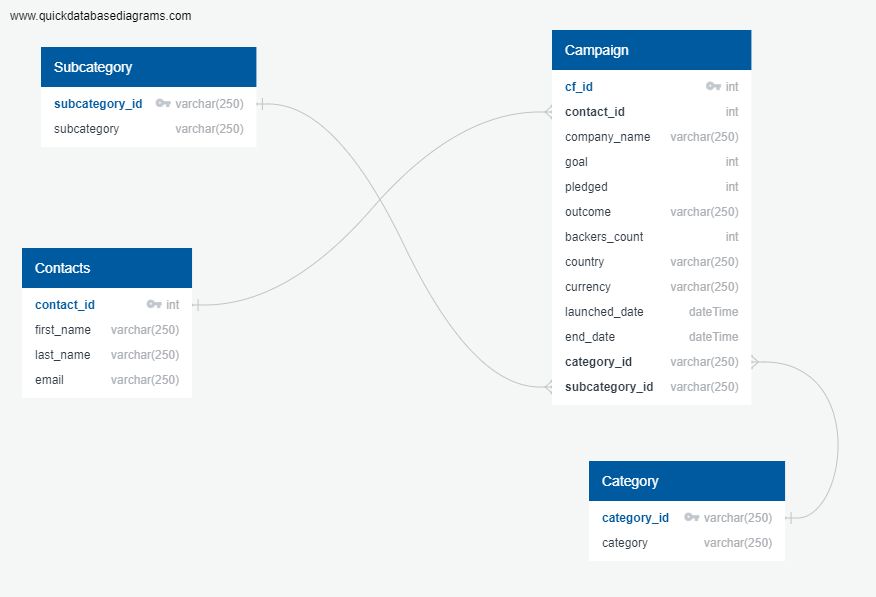 www.quickdatabasediagrams.com
Subcategory
subcategory_id varchar(250)
subcategory varchar(250)
Contacts
contact_id int
first_name varchar(250)
last_name varchar(250)
email varchar(250)
Campaign
cf_id int
contact_id int
company_name varchar(250)
goal int
pledged int
outcome varchar(250)
backers_count int
country varchar(250)
currency varchar(250)
launched_date dateTime
end_date dateTime
category_id varchar(250)
subcategory_id varchar(250)
Category
category_id varchar(250)
category varchar(250)